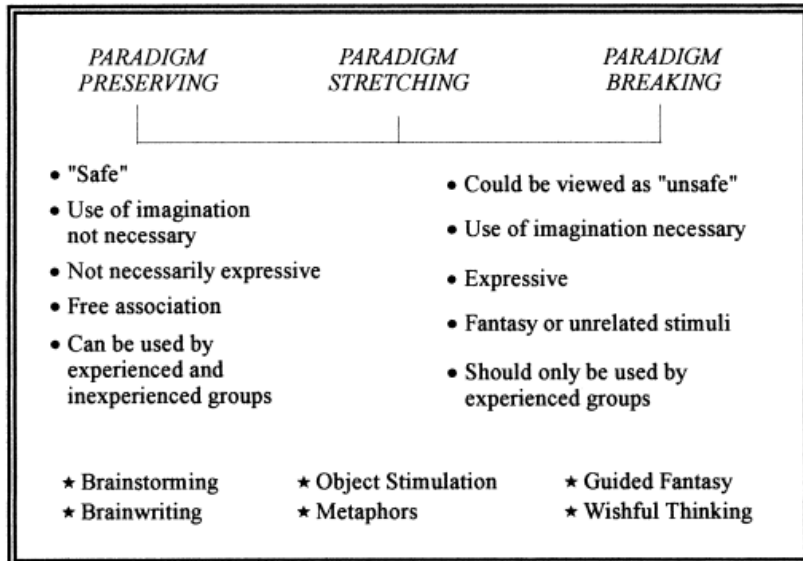 PARADIGM PRESERVING
PARADIGM STRETCHING
PARADIGM BREAKING
• "Safe"
• Use of imagination
not necessary
• Not necessarily expressive
• Free association
• Can be used by
experienced and
inexperienced groups
• Could be viewed as "unsafe"
• Use of imagination necessary
• Expressive
• Fantasy or unrelated stimuli
• Should only be used by
experienced groups
★ Brainstorming
★ Brainwriting
★ Object Stimulation
★ Metaphors
★ Guided Fantasy
★ Wishful Thinking